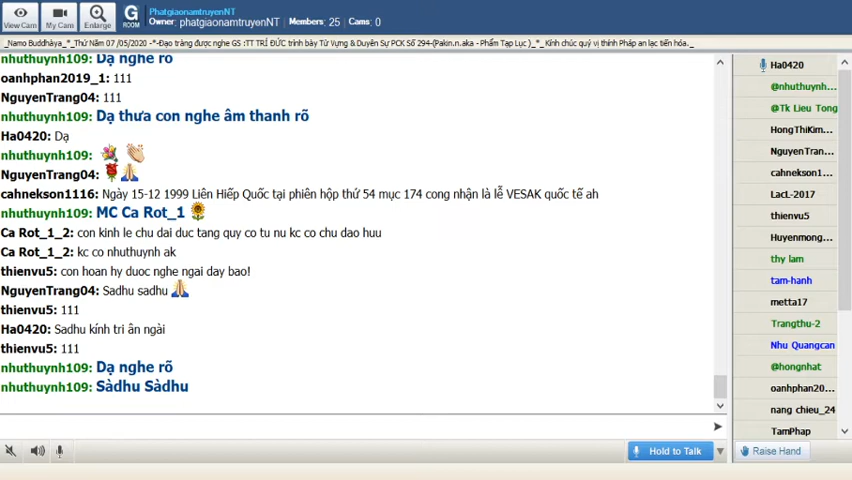 View Cam
My Cam
Enlarge
G
ROOM
PhatgiaonamtruyenNT
Owner: phatgiaonamtruyenNT Members: 25 Cams: 0
_Namo Buddhàya_*_Thứ Năm 07 /05/2020 -*-Đạo tràng được nghe GS :TT TRÍ ĐỨC trình bày Tứ Vựng & Duyên Sự PCK Số 294-(Pakin.n.aka - Phẩm Tạp Lục )_*_ Kính chúc quý vị thính Pháp an lạc tiến hóa._
nhuthuynh109: Dạ nghe rõ
oanhphan2019_1: 111
NguyenTrang04: 111
nhuthuynh109: Dạ thưa con nghe âm thanh rõ
Ha0420: Dạ
nhuthuynh109:
NguyenTrang04:
cahnekson1116: Ngày 15-12 1999 Liên Hiếp Quốc tại phiên hộp thứ 54 mục 174 cong nhận là lễ VESAK quốc tế ah
nhuthuynh109: MC Ca Rot_1
Ca Rot_1_2: con kinh le chu dai duc tang quy co tu nu kc co chu dao huu
Ca Rot_1_2: kc co nhuthuynh ak
thienvu5: con hoan hy duoc nghe ngai day bao!
NguyenTrang04: Sadhu sadhu
thienvu5: 111
Ha0420: Sadhu kính tri ân ngài
thienvu5: 111
nhuthuynh109: Dạ nghe rõ
nhuthuynh109: Sàdhu Sàdhu
Hold to Talk
Ha0420
@nhuthuynh...
@Tk Lieu Tong
HongThiKim...
NguyenTran...
cahnekson1...
LacL-2017
thienvu5
Huyenmong...
thy lam
tam-hanh
metta17
Trangthu-2
Nhu Quangcan
@hongnhat
oanhphan20...
nang chieu_24
TamPhap
Raise Hand